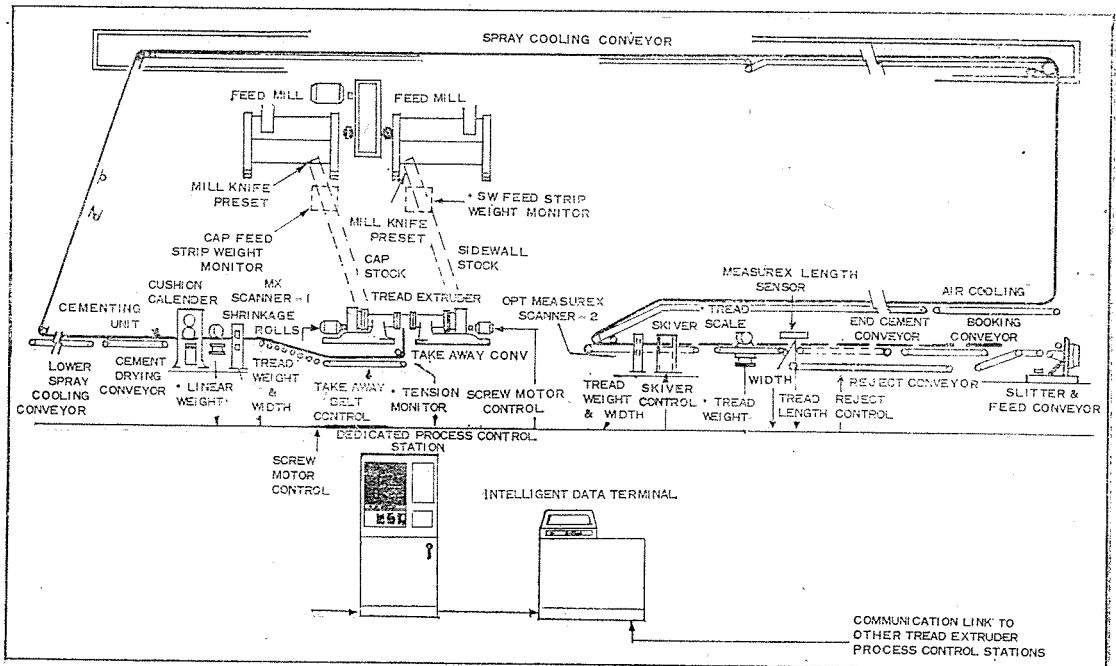 SPRAY COOLING CONVEYOR
FEED MILL
FEED MILL
MILL KNIFE
PRESET
* SW FEED STRIP
WEIGHT MONITOR
MILL KNIFE
PRESET
CAP FEED
STRIP WEIGHT
MONITOR
CAP
STOCK
SIDEWALL
STOCK
MEASUREX LENGTH
SENSOR
CUSHION
CALENDER
MX
SCANNER-1
CEMENTING
UNIT
SHRINKAGE
ROLLS
TREAD EXTRUDER
OPT MEASUREX
SCANNER-2
SKIVER
TREAD
SCALE
AIR COOLING
END CEMENT
CONVEYOR
BOOKING
CONVEYOR
TAKE AWAY CONV
LOWER
SPRAY
COOLING
CONVEYOR
CEMENT
DRYING
CONVEYOR
* LINEAR
WEIGHT
TREAD
WEIGHT &
WIDTH
TAKE AWAY
BELT
CONTROL
* TENSION
MONITOR
SCREW MOTOR
CONTROL
TREAD
WEIGHT
& WIDTH
SKIVER
CONTROL
* TREAD
WEIGHT
WIDTH
TREAD
LENGTH
REJECT CONVEYOR
REJECT
CONTROL
SLITTER &
FEED CONVEYOR
SCREW
MOTOR
CONTROL
DEDICATED PROCESS CONTROL
STATION
INTELLIGENT DATA TERMINAL
COMMUNICATION LINK TO
OTHER TREAD EXTRUDER
PROCESS CONTROL STATIONS